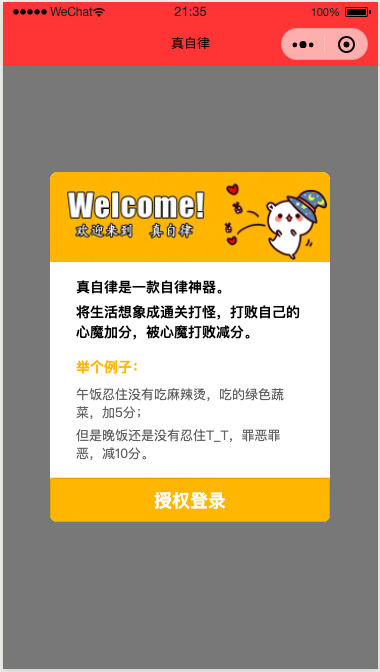 WeChat
21:35
100%
真自律
Welcome!
欢迎来到 真自律
真自律是一款自律神器。
将生活想象成通关打怪，打败自己的
心魔加分，被心魔打败减分。
举个例子：
午饭忍住没有吃麻辣烫，吃的绿色蔬
菜，加5分；
但是晚饭还是没有忍住T_T，罪恶罪
恶，减10分。
授权登录